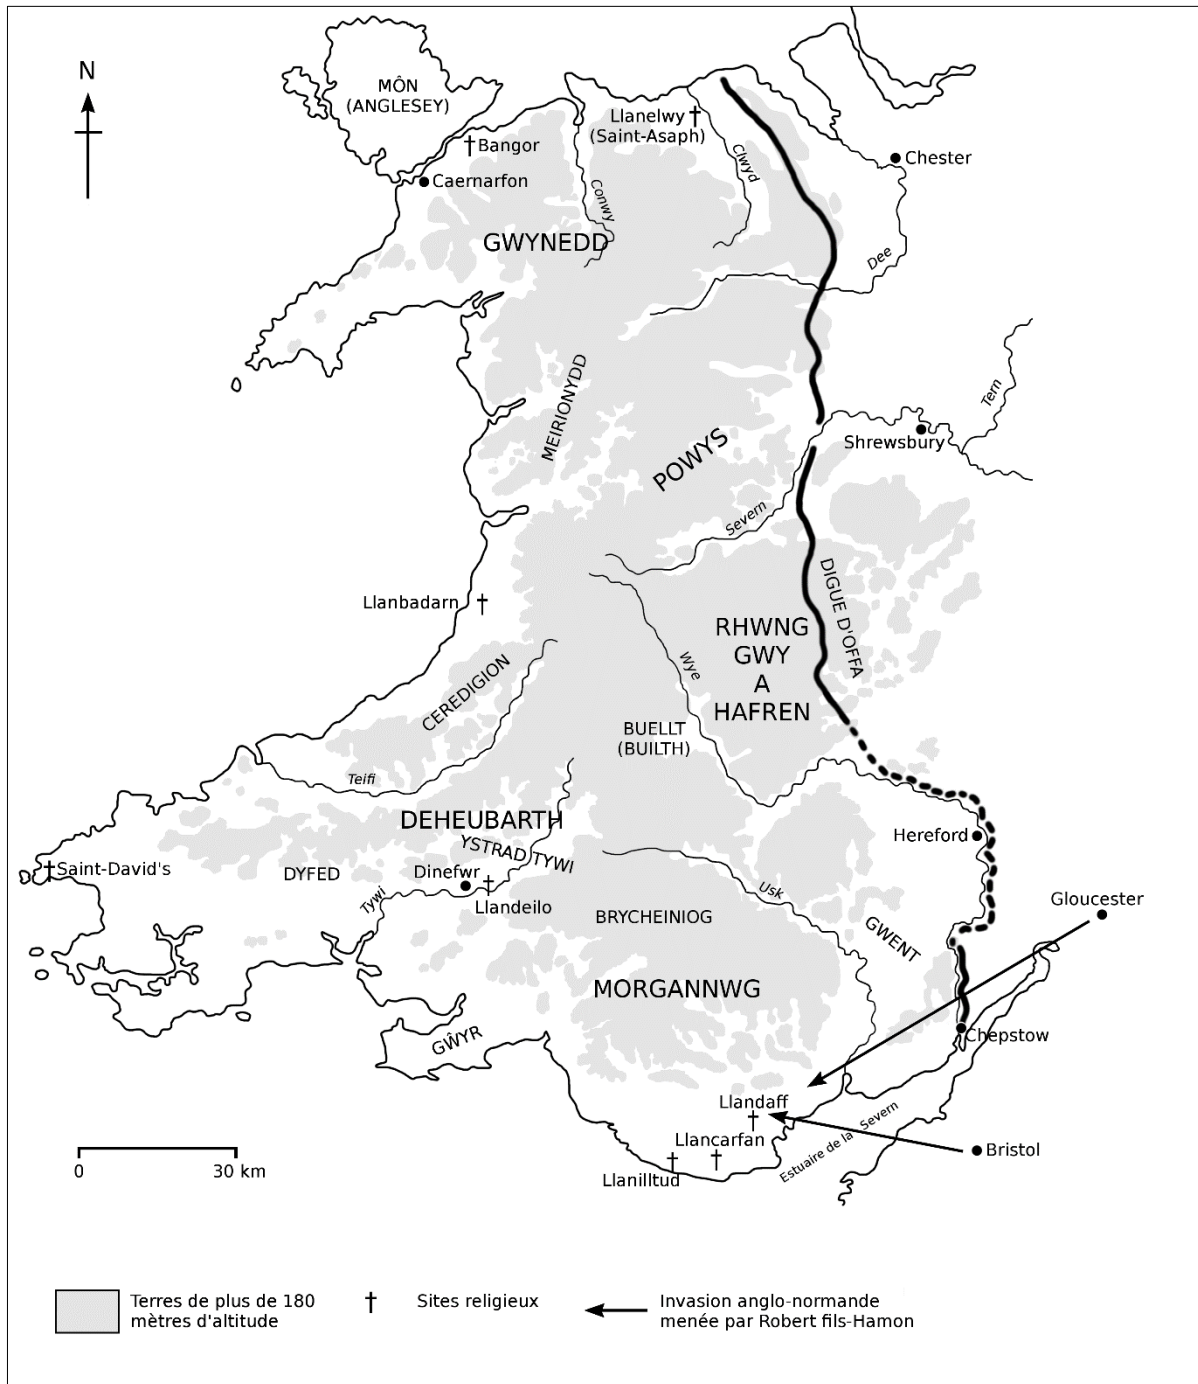 N
MÔN
(ANGLESEY)
Bangor
Caernarfon
Llanelwy
(Saint-Asaph)
Clwyd
Conwy
Chester
GWYNEDD
Dee
MEIRIONYDD
POWYS
Tern
Shrewsbury
Severn
DIGUE D'OFFA
Llanbadarn
RHWNG
GWY
A
HAFREN
Wye
CEREDIGION
BUELLT
(BUILTH)
Teifi
DEHEUBARTH
YSTRAD TYWI
Hereford
Saint-David's
DYFED
Dinefwr
Tywi
Llandeilo
Usk
Gloucester
BRYCHEINIOG
GWENT
MORGANNWG
GŴYR
Chepstow
Llandaff
Llancarfan
Llanilltud
Estuaire de la Severn
Bristol
0 30 km
Terres de plus de 180
mètres d'altitude
Sites religieux
Invasion anglo-normande
menée par Robert fils-Hamon